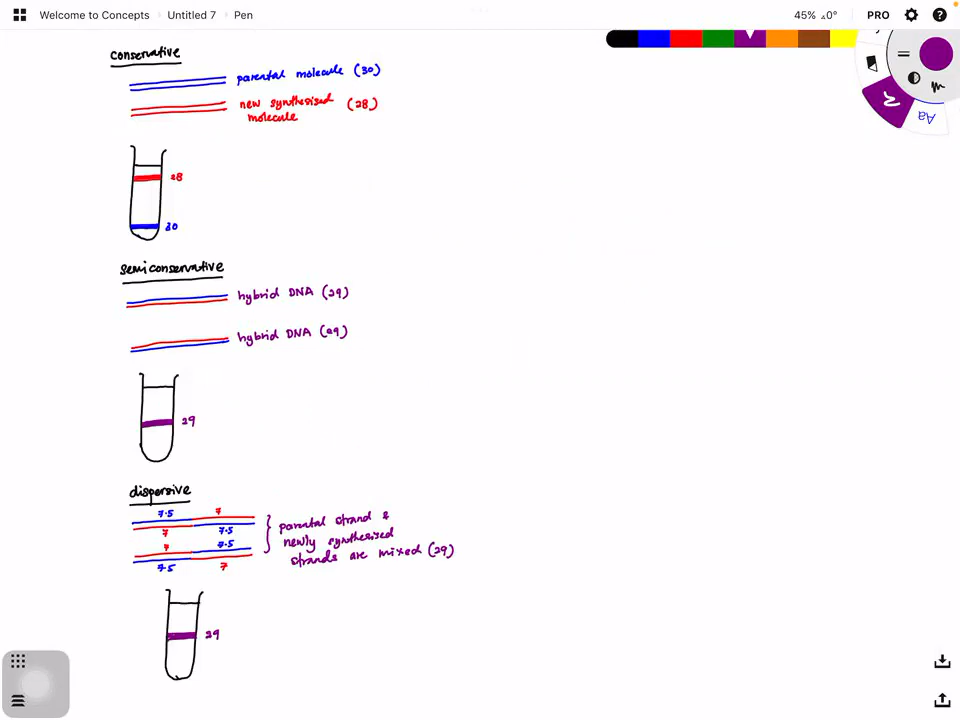 Welcome to Concepts > Untitled 7 > Pen
45% 0°
PRO
?
Aa
conservative
parental molecule (30)
new synthesised (28)
molecule
28
30
semiconservative
hybrid DNA (29)
hybrid DNA (29)
29
dispersive
7.5 7
7 7.5
7 7.5
7.5 7
parental strand &
newly synthesised
strands are mixed (29)
29